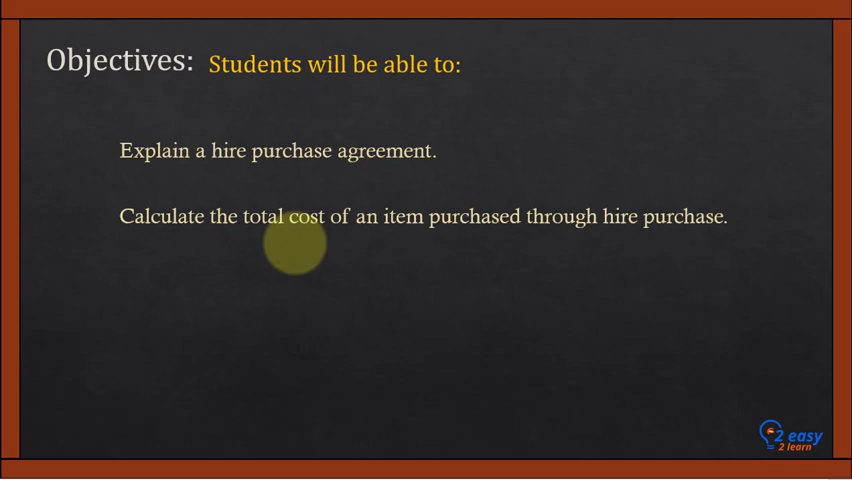 Objectives: Students will be able to:
Explain a hire purchase agreement.
Calculate the total cost of an item purchased through hire purchase.
2 easy
2 learn